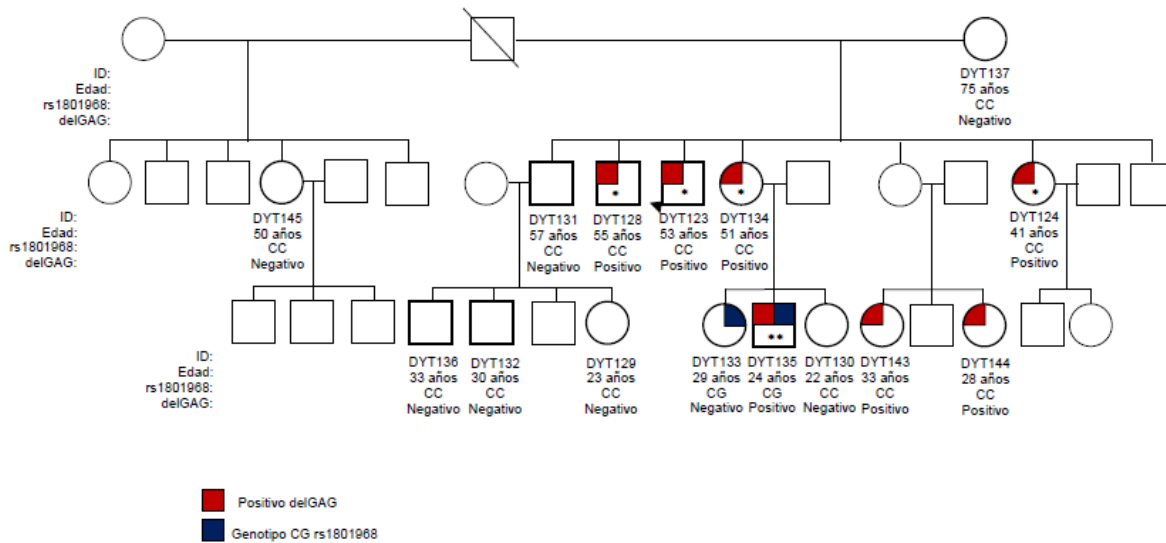 DYT137
75 años
CC
Negativo
ID:
Edad:
rs1801968:
delGAG:
DYT145
50 años
CC
Negativo
DYT131
57 años
CC
Negativo
DYT128
55 años
CC
Positivo
DYT123
53 años
CC
Positivo
DYT134
51 años
CC
Positivo
DYT124
41 años
CC
Positivo
ID:
Edad:
rs1801968:
delGAG:
*
*
*
*
DYT136
33 años
CC
Negativo
DYT132
30 años
CC
Negativo
DYT129
23 años
CC
Negativo
DYT133
29 años
CG
Negativo
**
DYT135
24 años
CG
Positivo
DYT130
22 años
CC
Negativo
DYT143
33 años
CC
Positivo
DYT144
28 años
CC
Positivo
ID:
Edad:
rs1801968:
delGAG:
Positivo delGAG
Genotipo CG rs1801968